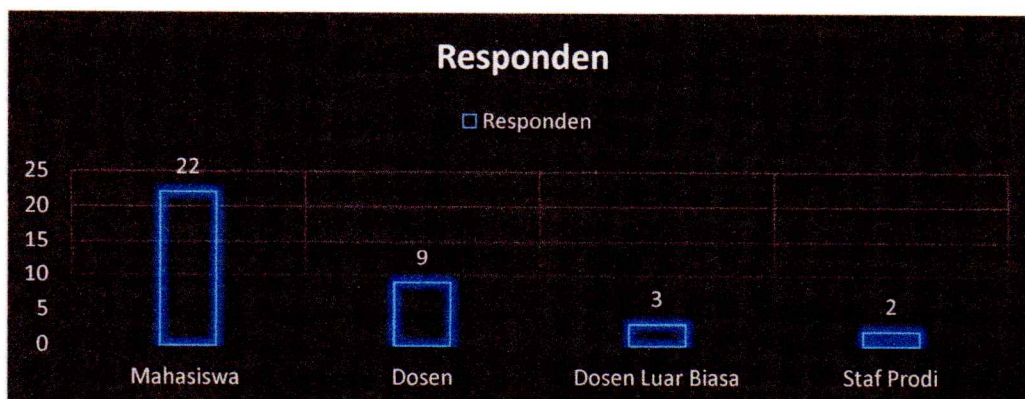 Responden
Responden
25
20
15
10
5
0
22
9
3
2
Mahasiswa
Dosen
Dosen Luar Biasa
Staf Prodi